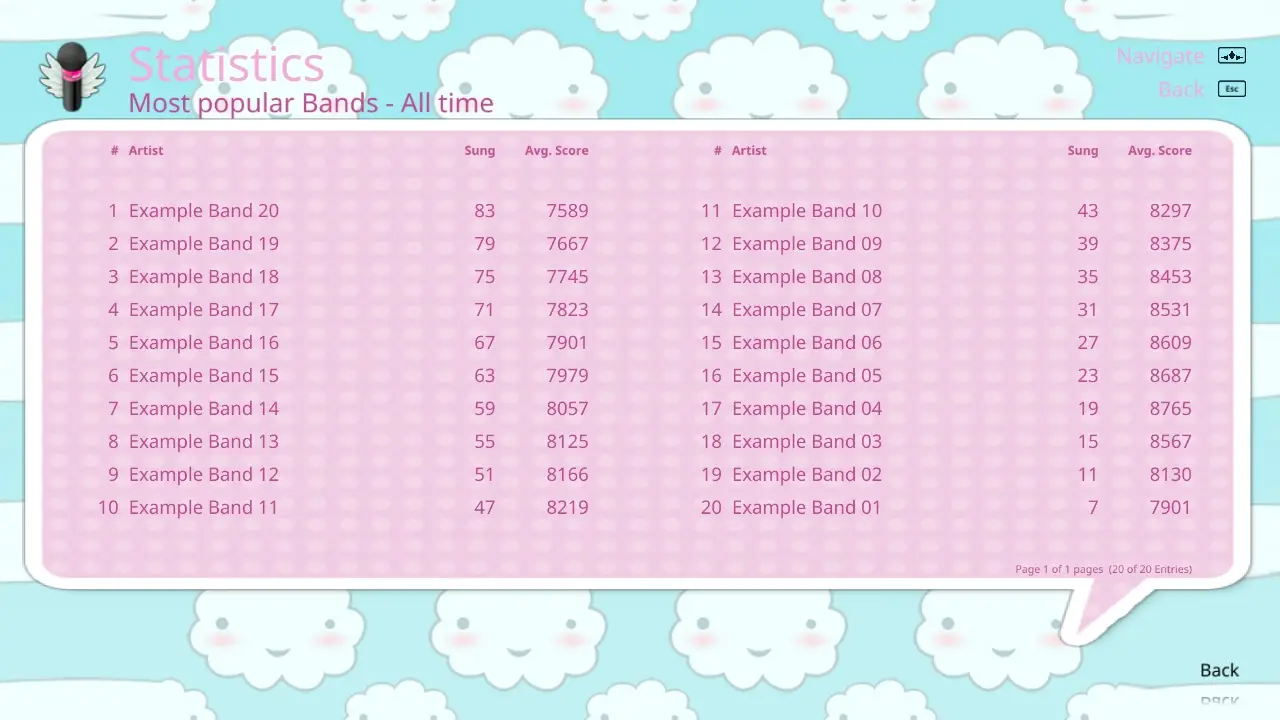 Statistics
Most popular Bands - All time
Navigate
Back Esc
# Artist Sung Avg. Score
1 Example Band 20 83 7589
2 Example Band 19 79 7667
3 Example Band 18 75 7745
4 Example Band 17 71 7823
5 Example Band 16 67 7901
6 Example Band 15 63 7979
7 Example Band 14 59 8057
8 Example Band 13 55 8125
9 Example Band 12 51 8166
10 Example Band 11 47 8219
# Artist Sung Avg. Score
11 Example Band 10 43 8297
12 Example Band 09 39 8375
13 Example Band 08 35 8453
14 Example Band 07 31 8531
15 Example Band 06 27 8609
16 Example Band 05 23 8687
17 Example Band 04 19 8765
18 Example Band 03 15 8567
19 Example Band 02 11 8130
20 Example Band 01 7 7901
Page 1 of 1 pages (20 of 20 Entries)
Back